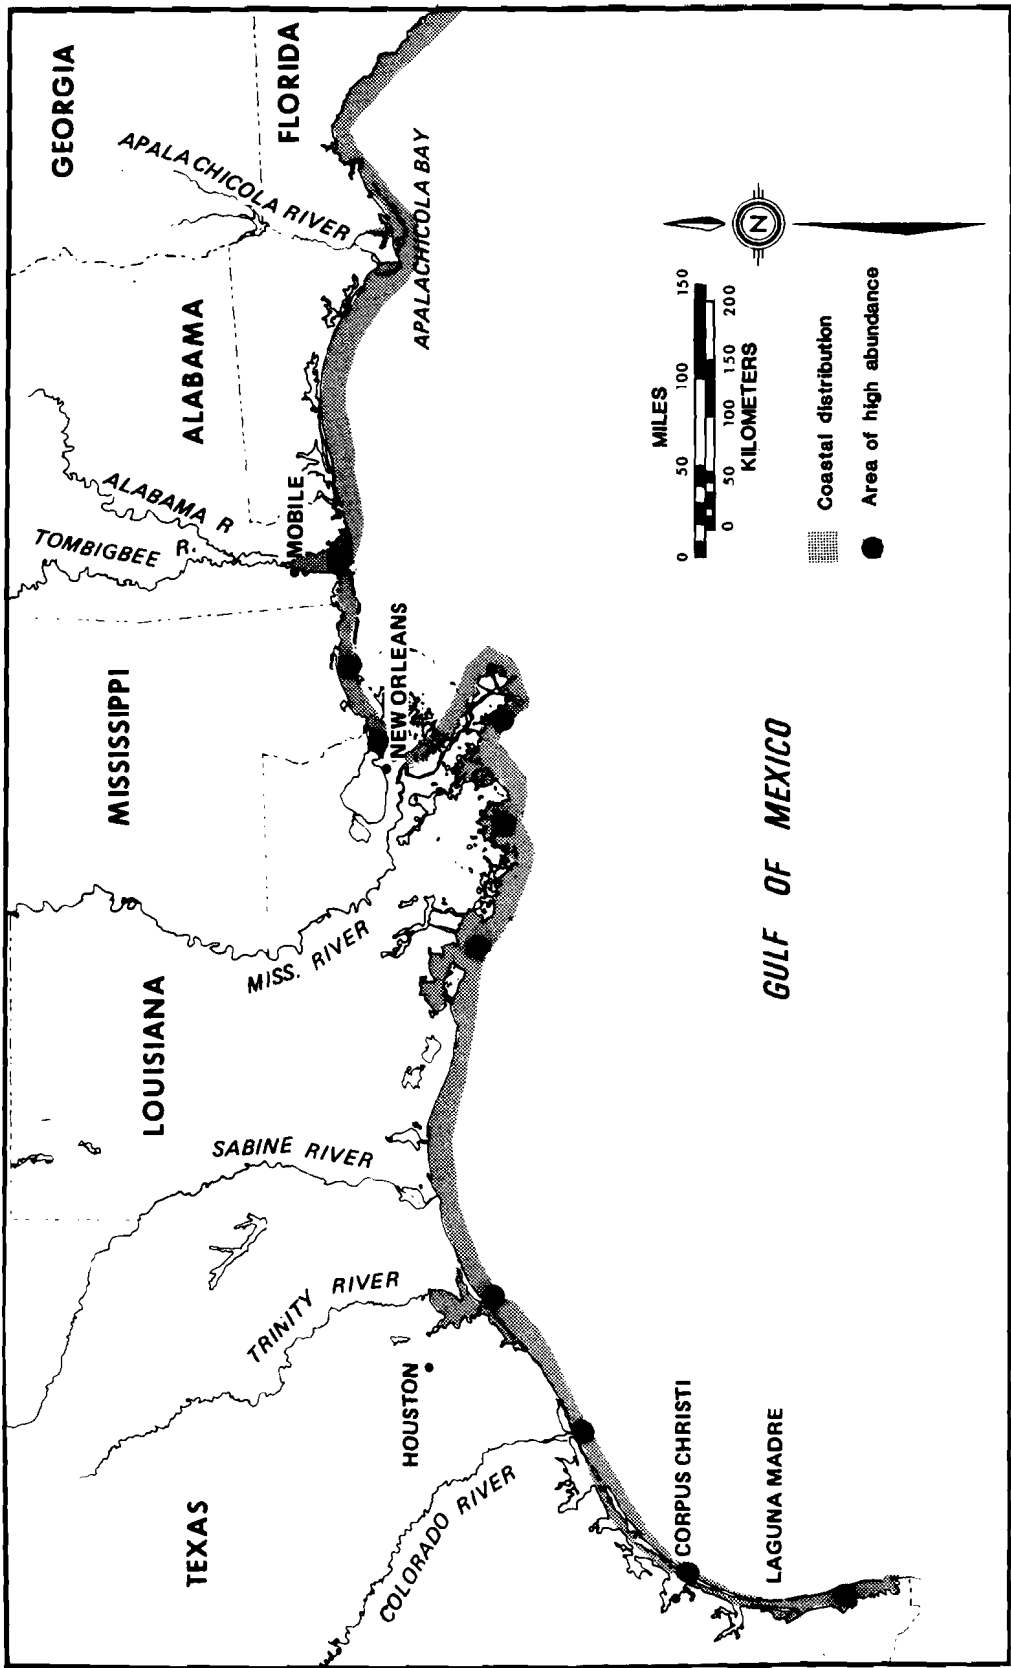 GEORGIA
FLORIDA
APALACHICOLA RIVER
APALACHICOLA BAY
ALABAMA
ALABAMA R
TOMBIGBEE R.
MOBILE
MISSISSIPPI
NEW ORLEANS
MISS. RIVER
LOUISIANA
SABINE RIVER
TRINITY RIVER
HOUSTON
TEXAS
COLORADO RIVER
CORPUS CHRISTI
LAGUNA MADRE
GULF OF MEXICO
N
MILES
0 50 100 150
0 50 100 150 200
KILOMETERS
Coastal distribution
Area of high abundance